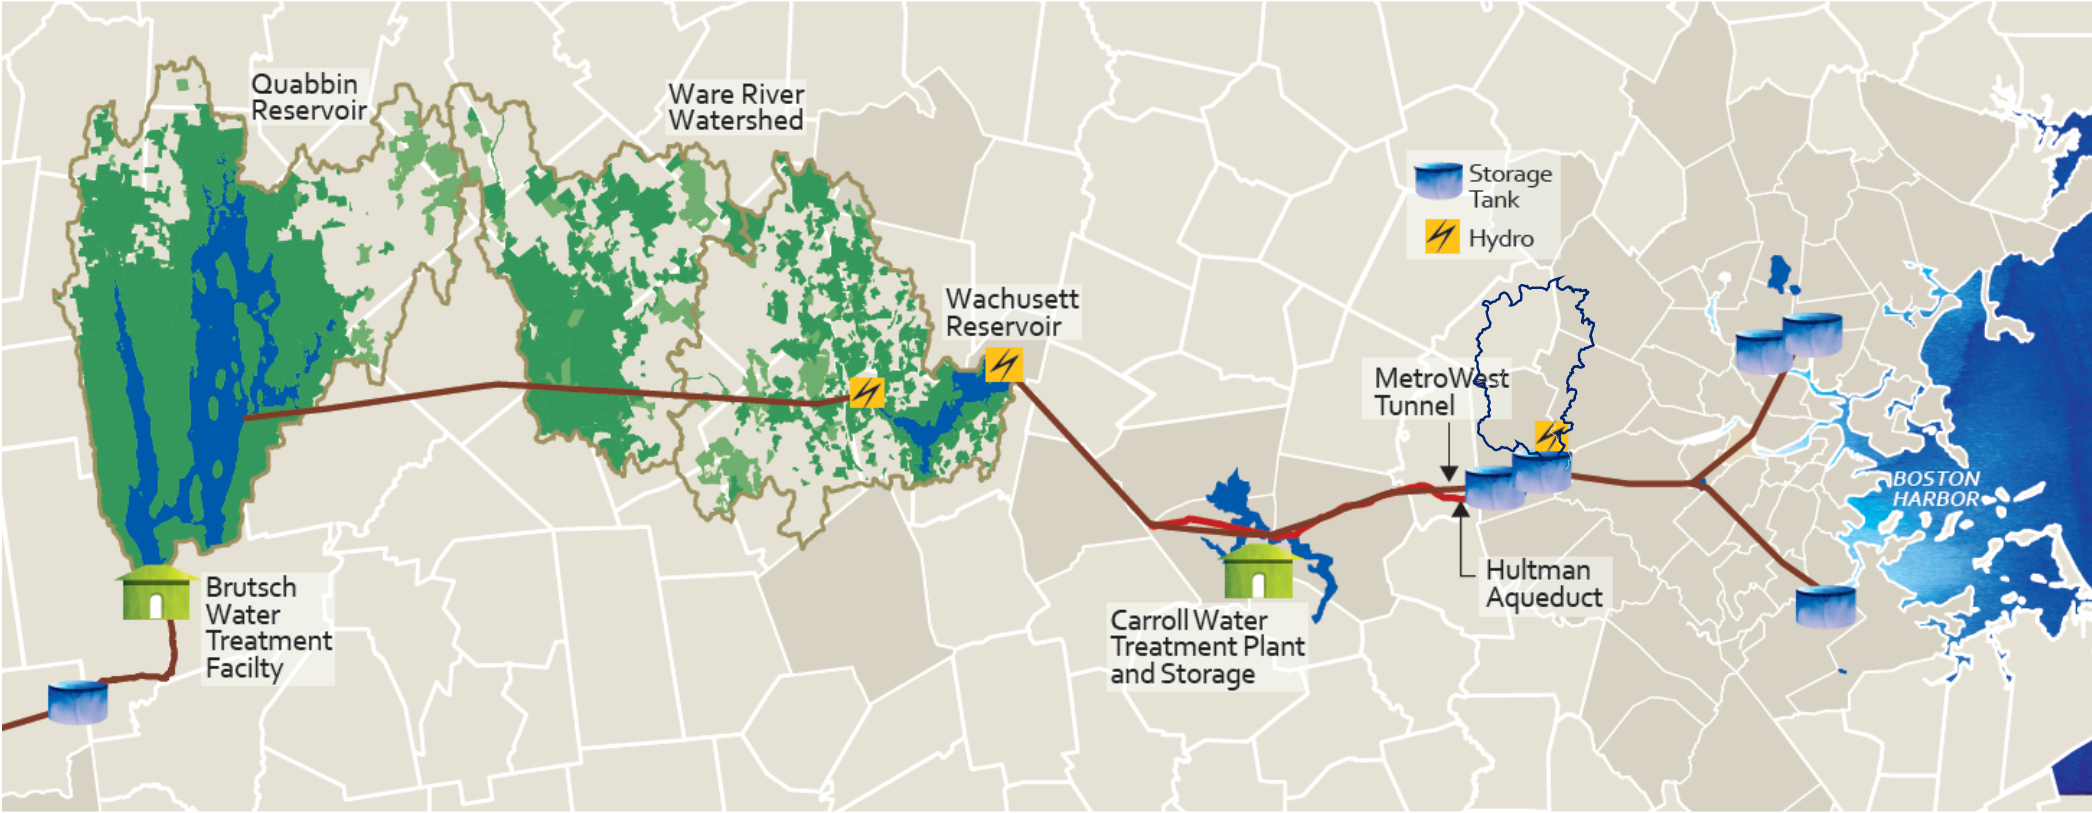 Quabbin
Reservoir
Ware River
Watershed
Storage
Tank
Hydro
Wachusett
Reservoir
MetroWest
Tunnel
BOSTON
HARBOR
Hultman
Aqueduct
Brutsch
Water
Treatment
Facilty
Carroll Water
Treatment Plant
and Storage